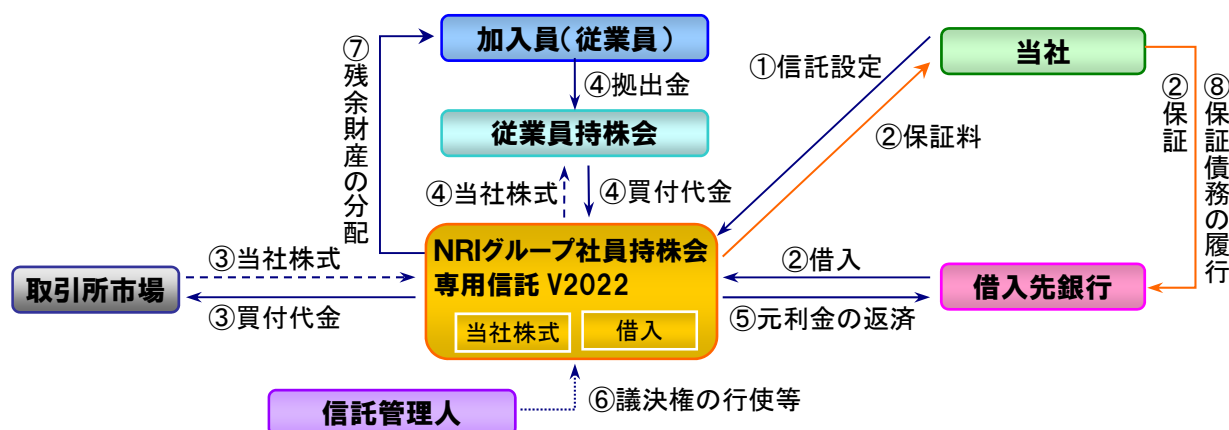 加入員(従業員)
当社
⑦残余財産の分配
①信託設定
④拠出金
②保証
⑧保証債務の履行
従業員持株会
②保証料
④当社株式
④買付代金
NRIグループ社員持株会
専用信託 V2022
③当社株式
②借入
取引所市場
借入先銀行
③買付代金
当社株式
借入
⑤元利金の返済
信託管理人
⑥議決権の行使等